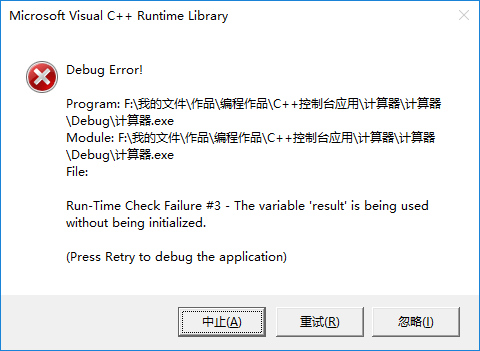 Microsoft Visual C++ Runtime Library
Debug Error!
Program: F:\我的文件\作品\编程作品\C++控制台应用\计算器\计算器
\Debug\计算器.exe
Module: F:\我的文件\作品\编程作品\C++控制台应用\计算器\计算器
\Debug\计算器.exe
File:
Run-Time Check Failure #3 - The variable 'result' is being used
without being initialized.
(Press Retry to debug the application)
中止(A) 重试(R) 忽略(I)